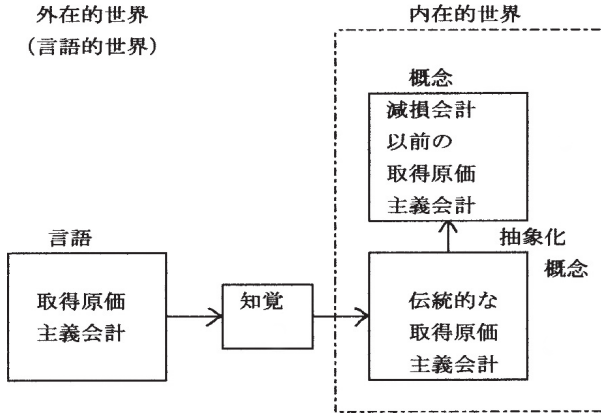 外在的世界
(言語的世界)
内在的世界
概念
減損会計
以前の
取得原価
主義会計
抽象化
言語
取得原価
主義会計
知覚
概念
伝統的な
取得原価
主義会計